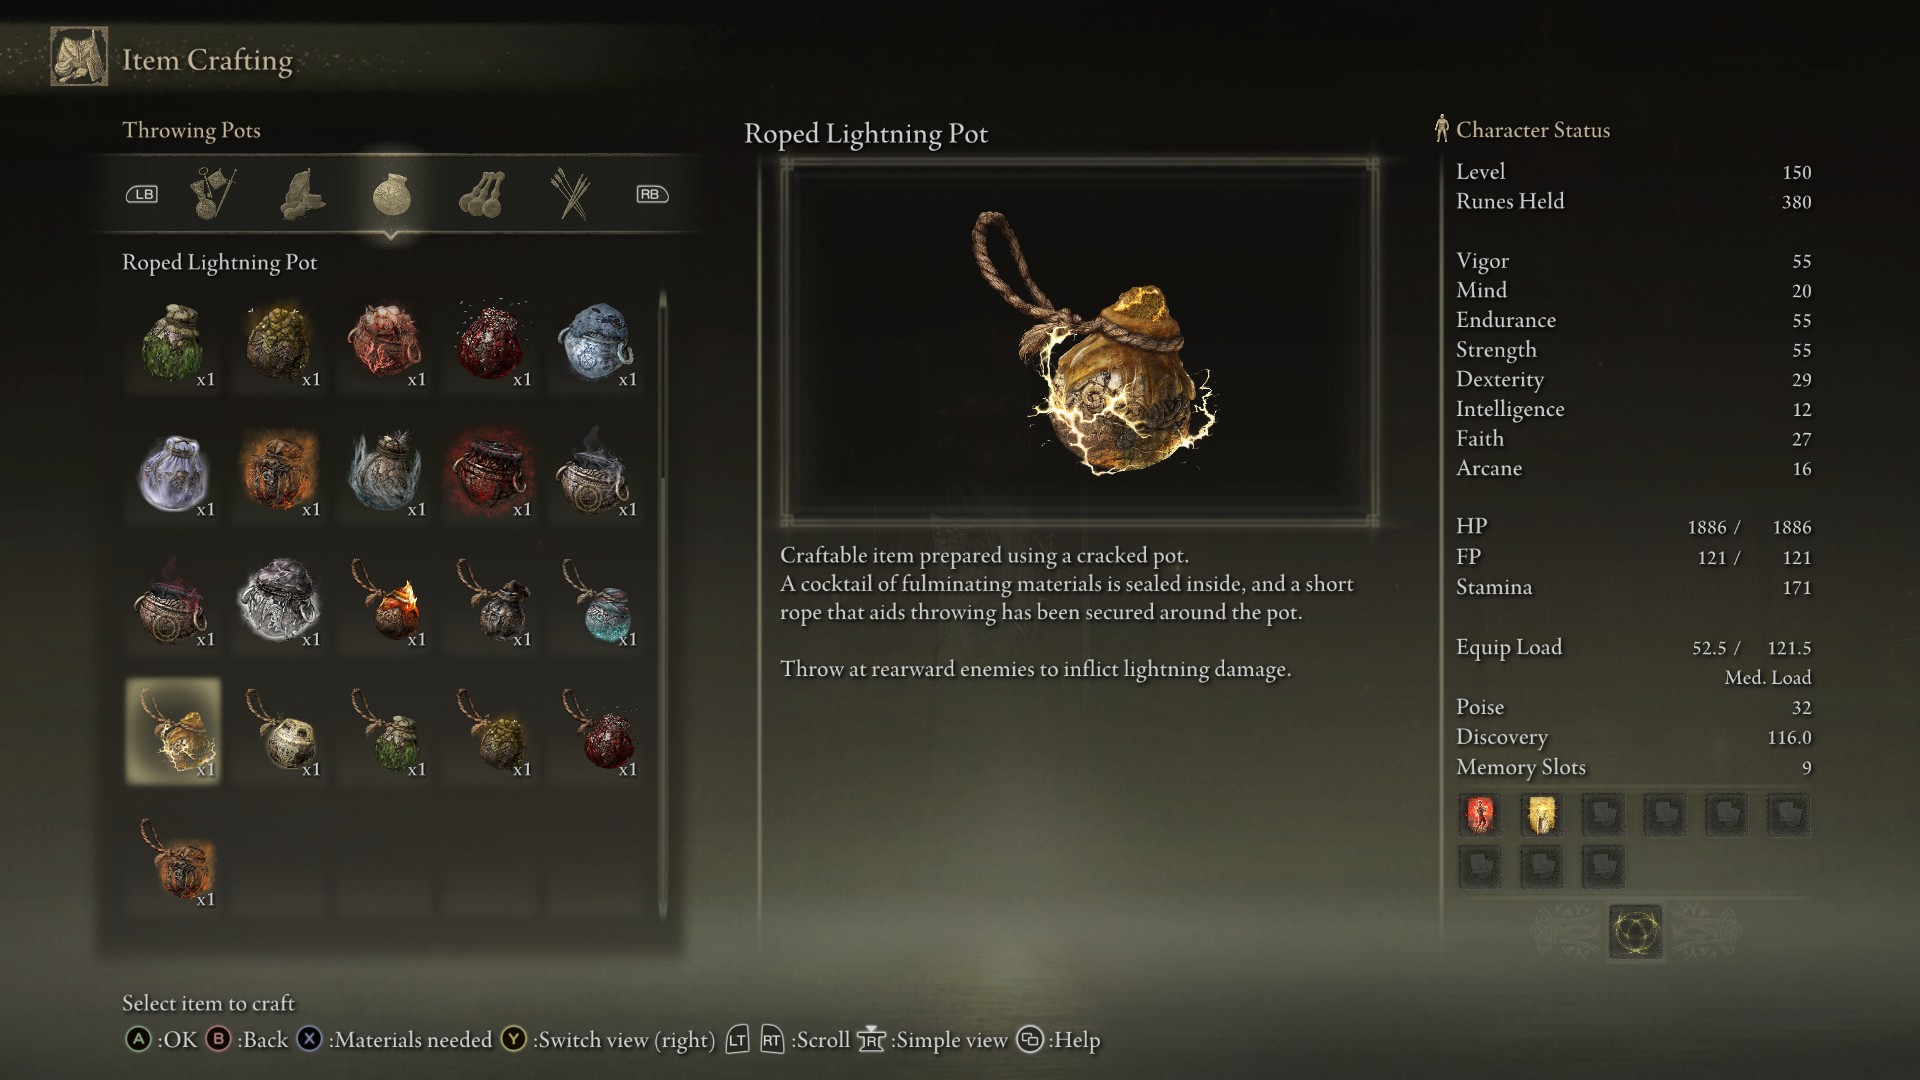 Item Crafting
Throwing Pots
LB
RB
Roped Lightning Pot
x1 x1 x1 x1 x1
x1 x1 x1 x1 x1
x1 x1 x1 x1 x1
x1 x1 x1 x1 x1
x1
Select item to craft
A :OK B :Back X :Materials needed Y :Switch view (right) LT RT :Scroll R :Simple view :Help
Roped Lightning Pot
Craftable item prepared using a cracked pot.
A cocktail of fulminating materials is sealed inside, and a short
rope that aids throwing has been secured around the pot.
Throw at rearward enemies to inflict lightning damage.
Character Status
Level 150
Runes Held 380
Vigor 55
Mind 20
Endurance 55
Strength 55
Dexterity 29
Intelligence 12
Faith 27
Arcane 16
HP 1886 / 1886
FP 121 / 121
Stamina 171
Equip Load 52.5 / 121.5
Med. Load
Poise 32
Discovery 116.0
Memory Slots 9